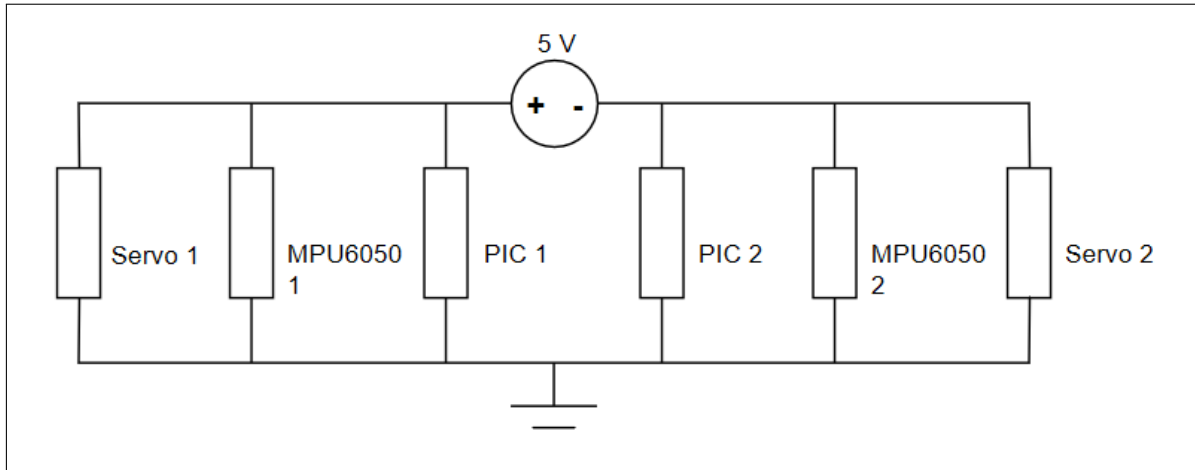 5 V
+ -
Servo 1
MPU6050
1
PIC 1
PIC 2
MPU6050
2
Servo 2